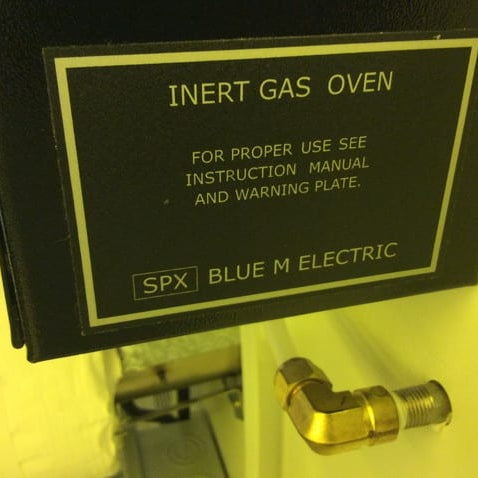 INERT GAS OVEN
FOR PROPER USE SEE
INSTRUCTION MANUAL
AND WARNING PLATE.
SPX BLUE M ELECTRIC